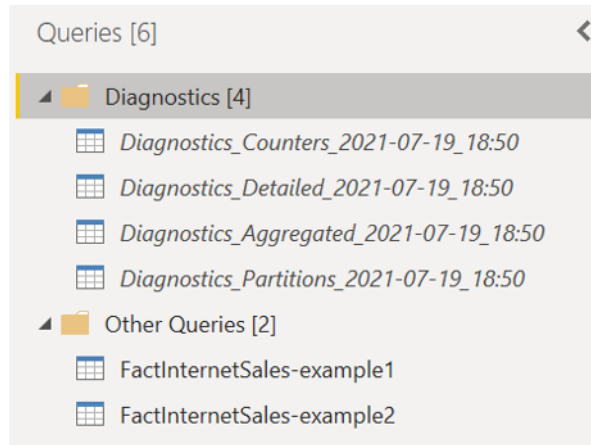 Queries [6]
Diagnostics [4]
Diagnostics_Counters_2021-07-19_18:50
Diagnostics_Detailed_2021-07-19_18:50
Diagnostics_Aggregated_2021-07-19_18:50
Diagnostics_Partitions_2021-07-19_18:50
Other Queries [2]
FactInternetSales-example1
FactInternetSales-example2